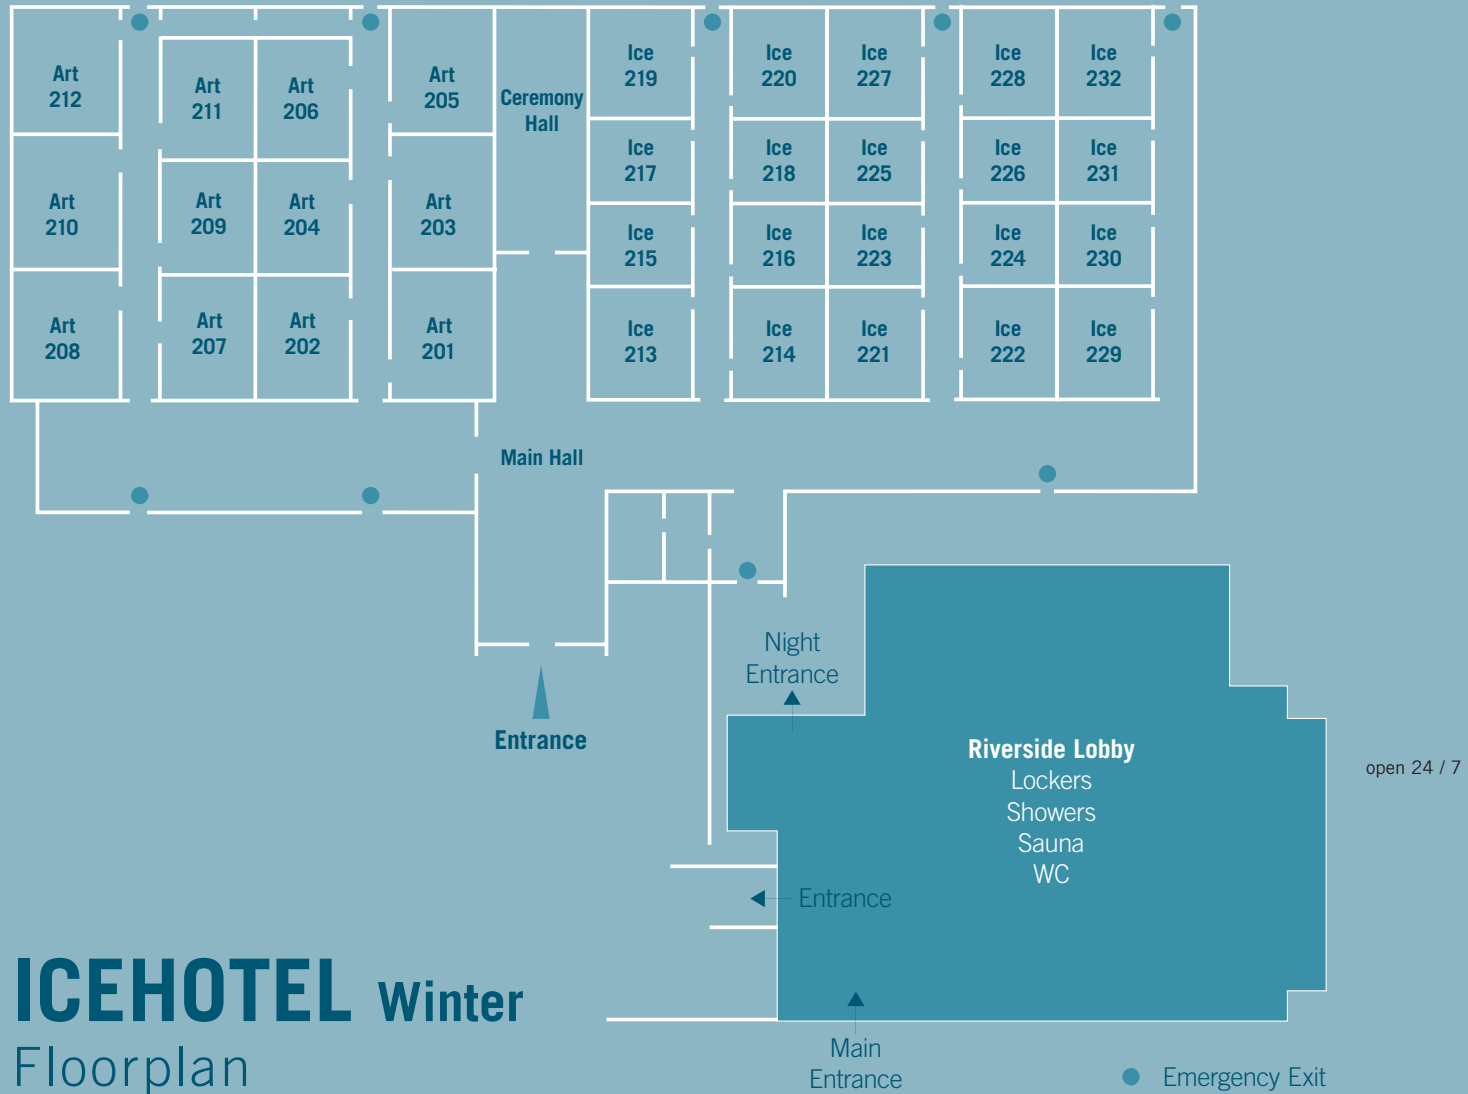 Art
212
Art
211
Art
206
Art
205
Ceremony
Hall
Ice
219
Ice
220
Ice
227
Ice
228
Ice
232
Ice
217
Ice
218
Ice
225
Ice
226
Ice
231
Art
210
Art
209
Art
204
Art
203
Ice
215
Ice
216
Ice
223
Ice
224
Ice
230
Art
208
Art
207
Art
202
Art
201
Ice
213
Ice
214
Ice
221
Ice
222
Ice
229
Main Hall
Night
Entrance
Entrance
Riverside Lobby
Lockers
Showers
Sauna
WC
open 24 / 7
Entrance
ICEHOTEL Winter
Floorplan
Main
Entrance
Emergency Exit